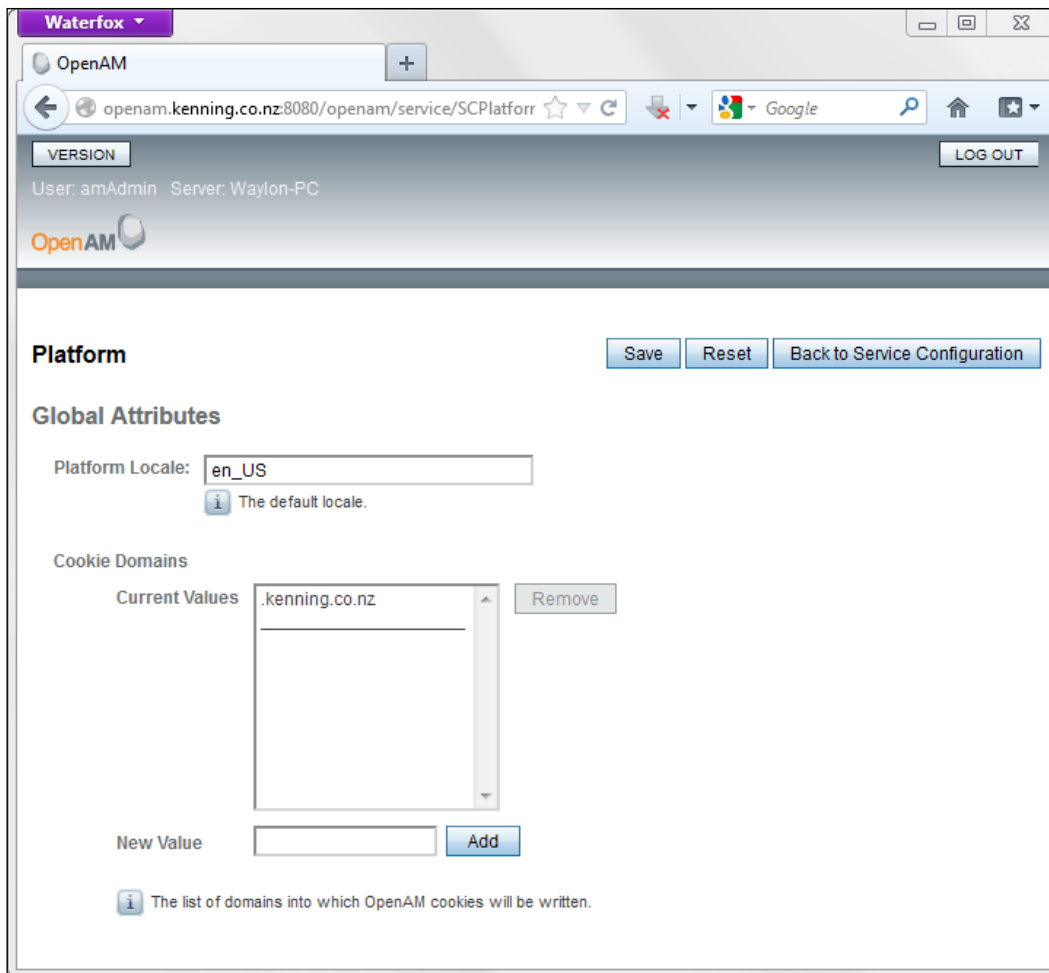 Waterfox
OpenAM
openam.kenning.co.nz:8080/openam/service/SCPlatforr
Google
VERSION
LOG OUT
User: amAdmin Server: Waylon-PC
OpenAM
Platform
Save
Reset
Back to Service Configuration
Global Attributes
Platform Locale:
en_US
i
The default locale.
Cookie Domains
Current Values
.kenning.co.nz
Remove
New Value
Add
i
The list of domains into which OpenAM cookies will be written.